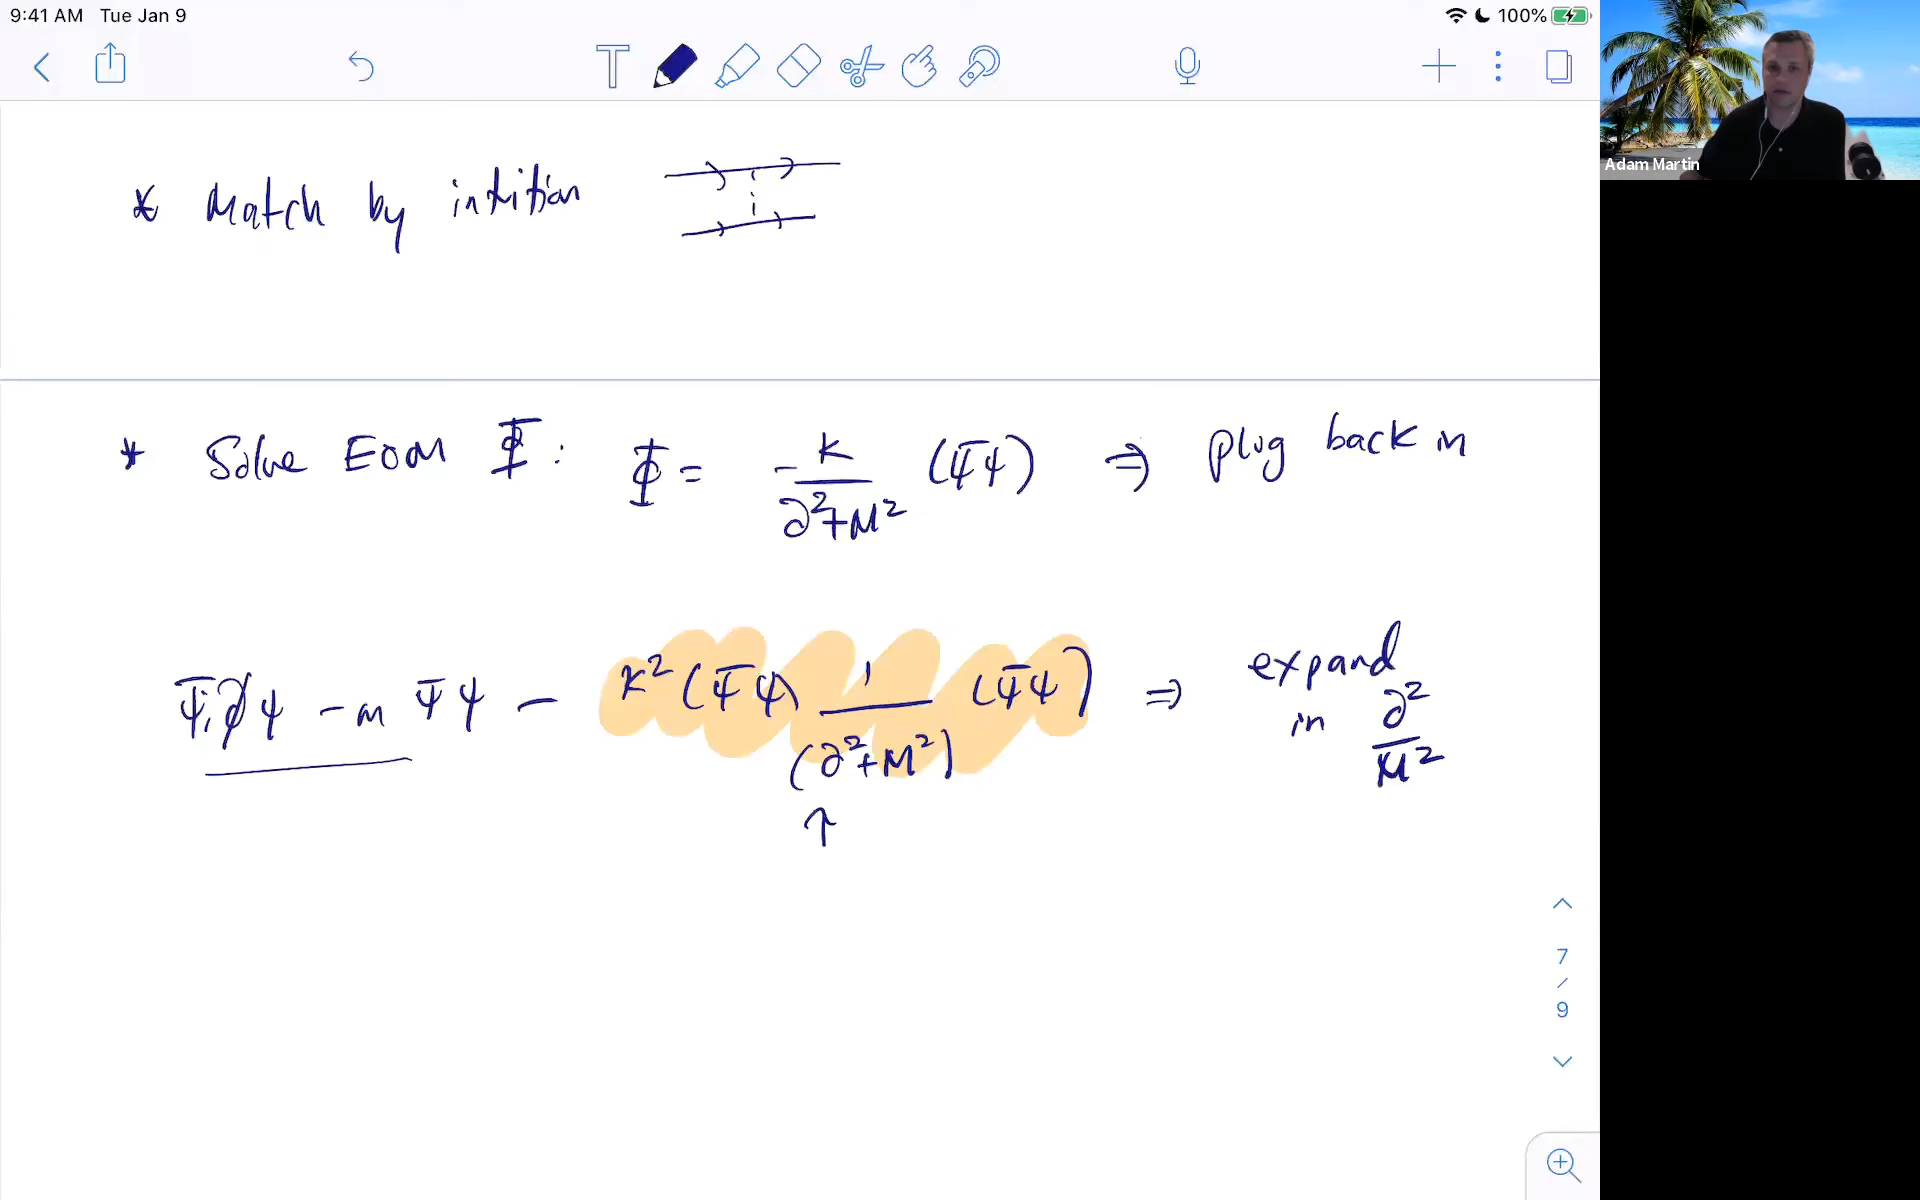 9:41 AM Tue Jan 9
100%
T
Adam Martin
* Match by intuition
* Solve EOM Φ : Φ = - K / (∂² + M²) (Ψ̄Ψ) ⇒ plug back in
Ψ̄ i∂̸ Ψ - m Ψ̄Ψ - K² (Ψ̄Ψ) 1 / (∂² + M²) (Ψ̄Ψ) ⇒ expand in ∂² / M²
↑
7 / 9